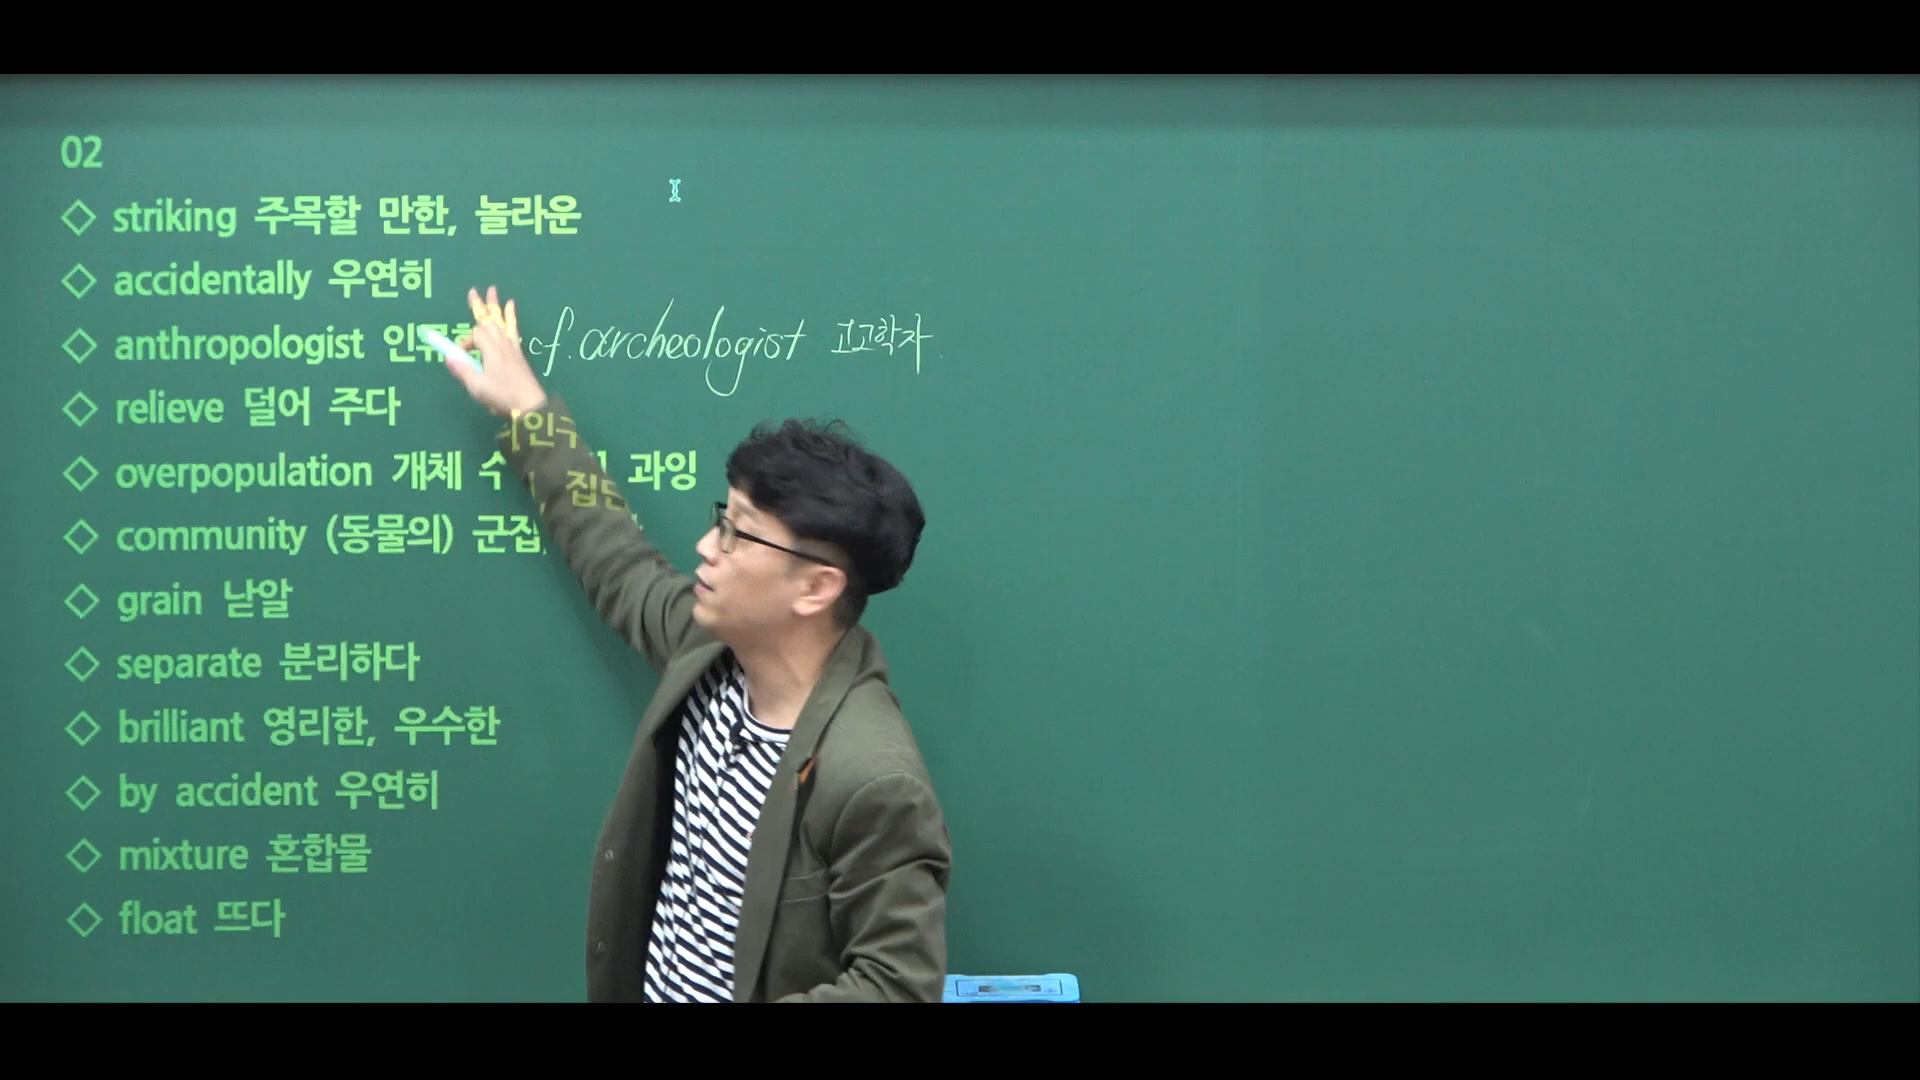 02
◇ striking 주목할 만한, 놀라운
◇ accidentally 우연히
◇ anthropologist cf. archeologist 고고학자
◇ relieve 덜어 주다
◇ overpopulation 개체 과잉
◇ community (동물의) 군집,
◇ grain 낟알
◇ separate 분리하다
◇ brilliant 영리한, 우수한
◇ by accident 우연히
◇ mixture 혼합물
◇ float 뜨다